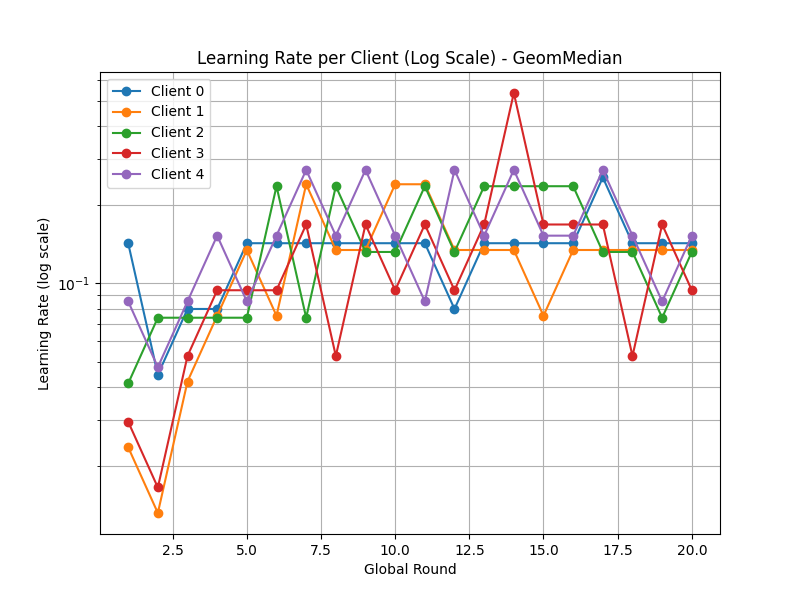 Learning Rate per Client (Log Scale) - GeomMedian
Client 0
Client 1
Client 2
Client 3
Client 4
Learning Rate (log scale)
10⁻¹
2.5 5.0 7.5 10.0 12.5 15.0 17.5 20.0
Global Round